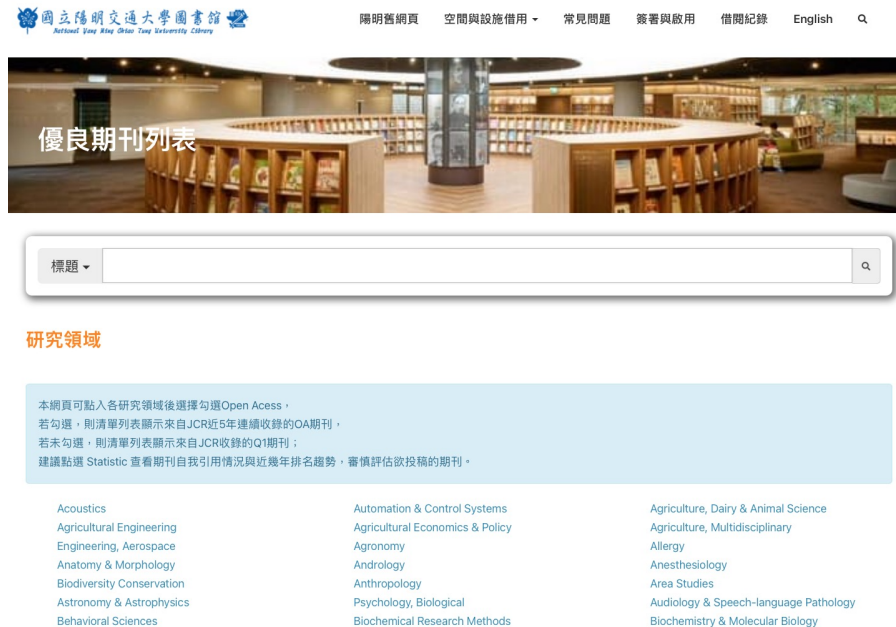 國立陽明交通大學圖書館
National Yang Ming Chiao Tung University Library
陽明舊網頁 空間與設施借用 常見問題 簽署與啟用 借閱紀錄 English
優良期刊列表
標題
研究領域
本網頁可點入各研究領域後選擇勾選Open Acess，
若勾選，則清單列表顯示來自JCR近5年連續收錄的OA期刊，
若未勾選，則清單列表顯示來自JCR收錄的Q1期刊；
建議點選 Statistic 查看期刊自我引用情況與近幾年排名趨勢，審慎評估欲投稿的期刊。
Acoustics Automation & Control Systems Agriculture, Dairy & Animal Science
Agricultural Engineering Agricultural Economics & Policy Agriculture, Multidisciplinary
Engineering, Aerospace Agronomy Allergy
Anatomy & Morphology Andrology Anesthesiology
Biodiversity Conservation Anthropology Area Studies
Astronomy & Astrophysics Psychology, Biological Audiology & Speech-language Pathology
Behavioral Sciences Biochemical Research Methods Biochemistry & Molecular Biology